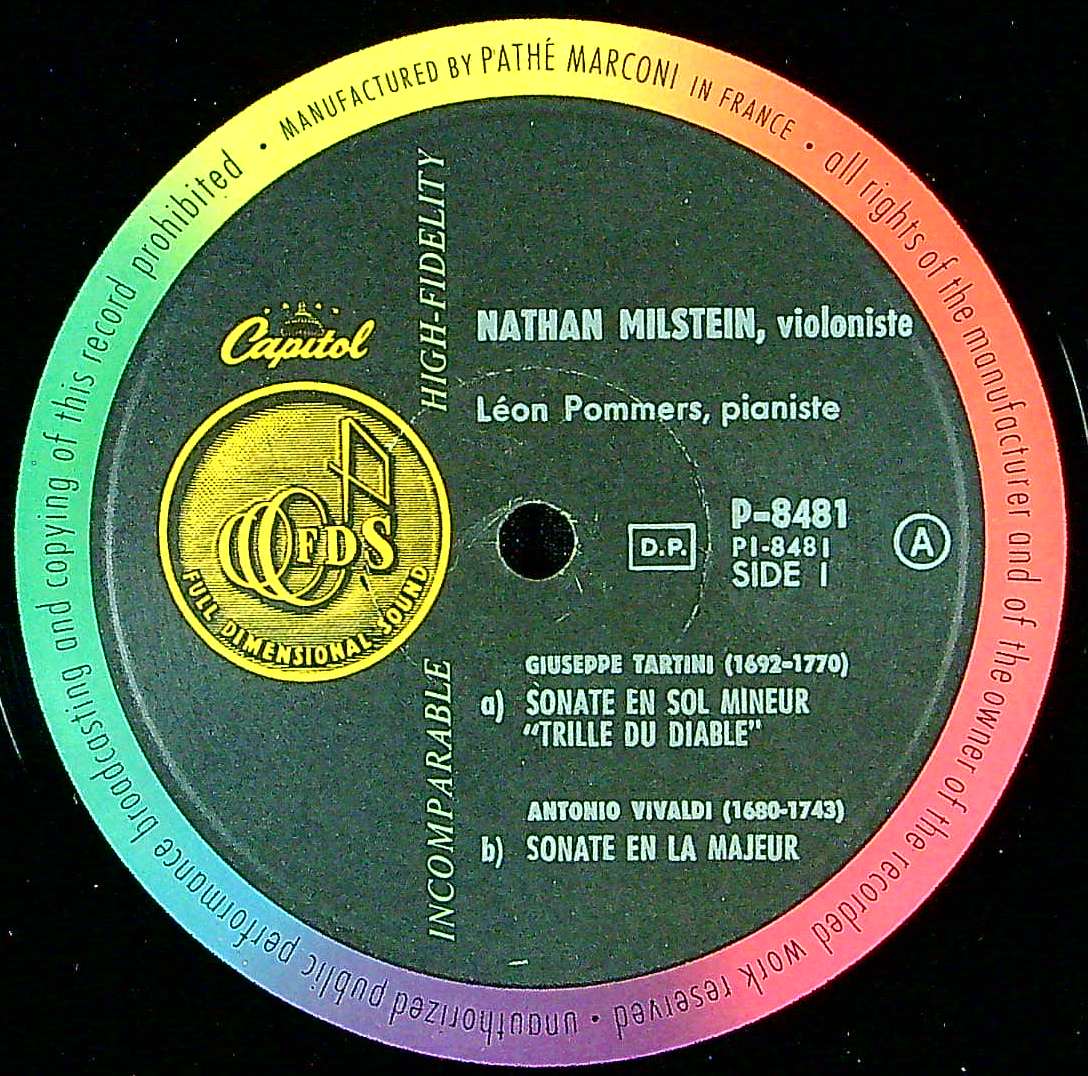 MANUFACTURED BY PATHÉ MARCONI IN FRANCE • all rights of the manufacturer and of the owner of the recorded work reserved • unauthorized public performance broadcasting and copying of this record prohibited •
Capitol
FDS
FULL DIMENSIONAL SOUND
INCOMPARABLE HIGH-FIDELITY
NATHAN MILSTEIN, violoniste
Léon Pommers, pianiste
D.P.
P-8481
P1-8481
SIDE 1
A
GIUSEPPE TARTINI (1692-1770)
a) SONATE EN SOL MINEUR
“TRILLE DU DIABLE”
ANTONIO VIVALDI (1680-1743)
b) SONATE EN LA MAJEUR